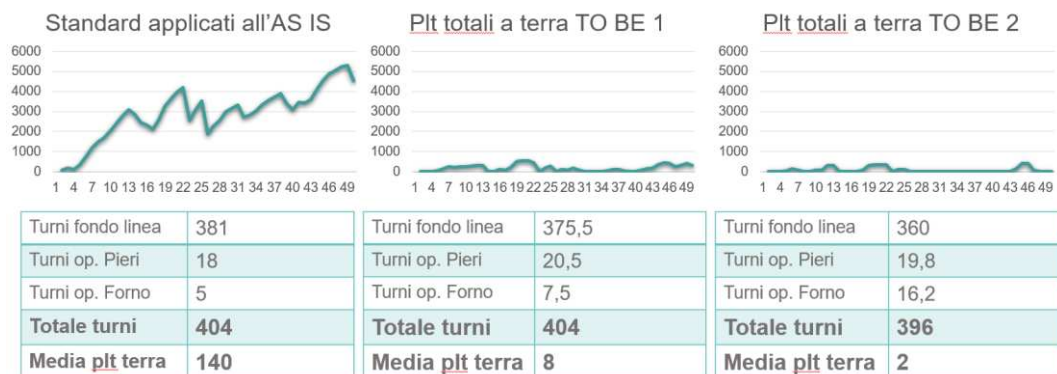 Standard applicati all'AS IS
6000
5000
4000
3000
2000
1000
0
1 4 7 10 13 16 19 22 25 28 31 34 37 40 43 46 49
Turni fondo linea 381
Turni op. Pieri 18
Turni op. Forno 5
Totale turni 404
Media plt terra 140
Plt totali a terra TO BE 1
6000
5000
4000
3000
2000
1000
0
1 4 7 10 13 16 19 22 25 28 31 34 37 40 43 46 49
Turni fondo linea 375,5
Turni op. Pieri 20,5
Turni op. Forno 7,5
Totale turni 404
Media plt terra 8
Plt totali a terra TO BE 2
6000
5000
4000
3000
2000
1000
0
1 4 7 10 13 16 19 22 25 28 31 34 37 40 43 46 49
Turni fondo linea 360
Turni op. Pieri 19,8
Turni op. Forno 16,2
Totale turni 396
Media plt terra 2